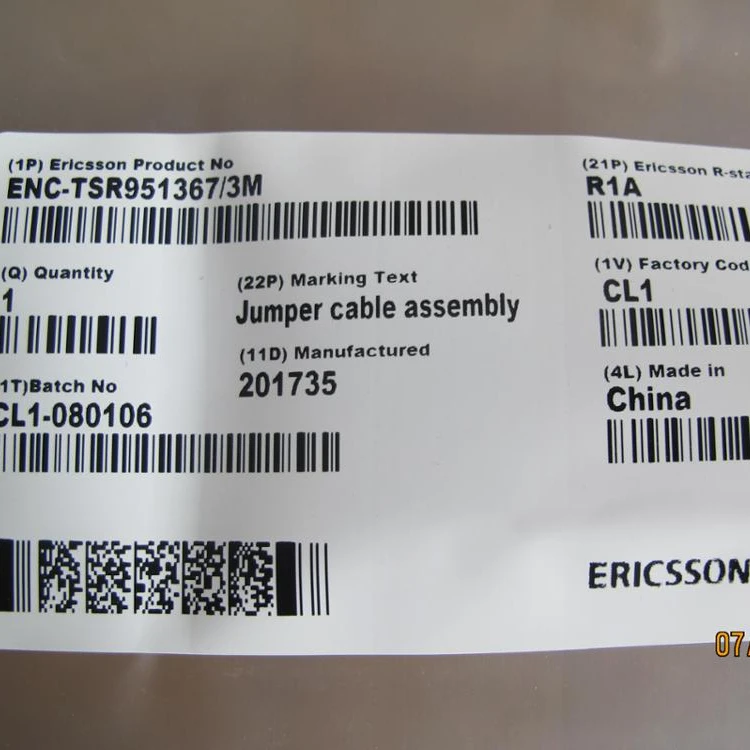 (1P) Ericsson Product No
ENC-TSR951367/3M
(21P) Ericsson R-sta
R1A
(Q) Quantity
1
(22P) Marking Text
Jumper cable assembly
(1V) Factory Cod
CL1
(11D) Manufactured
201735
1T)Batch No
CL1-080106
(4L) Made in
China
ERICSSON
07